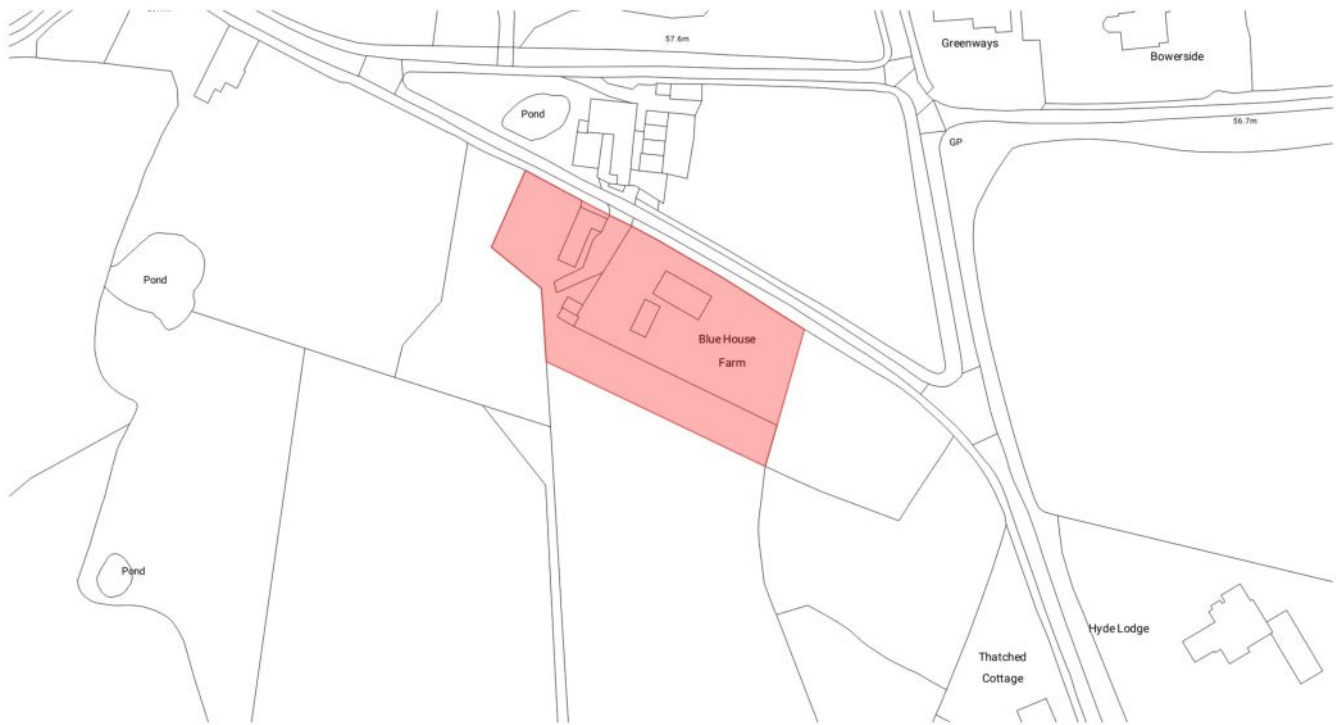 57.6m
Greenways
Bowerside
Pond
56.7m
GP
Pond
Blue House
Farm
Pond
Hyde Lodge
Thatched
Cottage